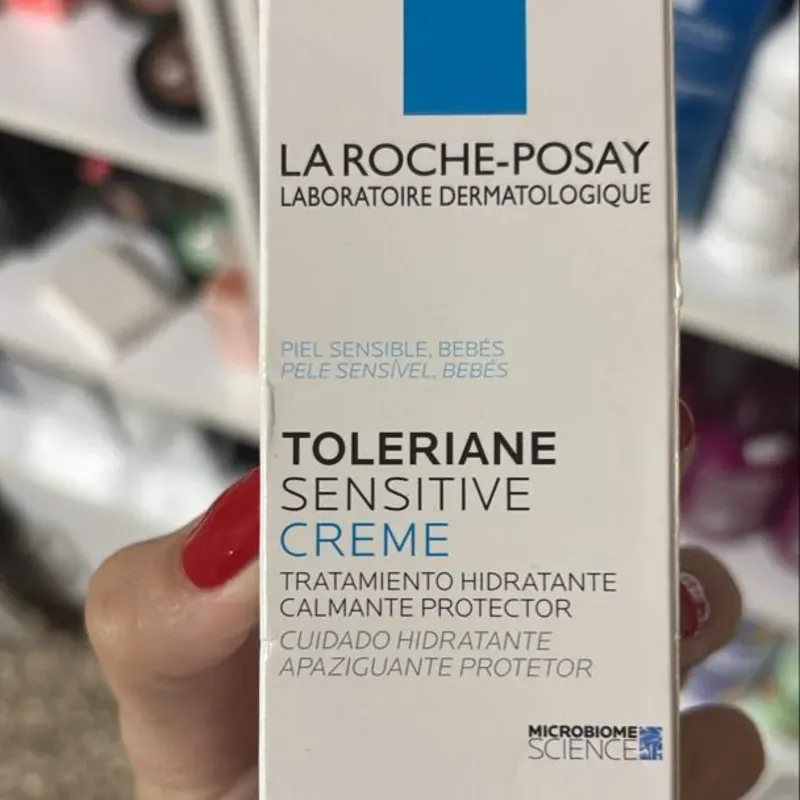 LA ROCHE-POSAY
LABORATOIRE DERMATOLOGIQUE
PIEL SENSIBLE, BEBÉS
PELE SENSÍVEL, BEBÉS
TOLERIANE
SENSITIVE
CREME
TRATAMIENTO HIDRATANTE
CALMANTE PROTECTOR
CUIDADO HIDRATANTE
APAZIGUANTE PROTETOR
MICROBIOME
SCIENCE